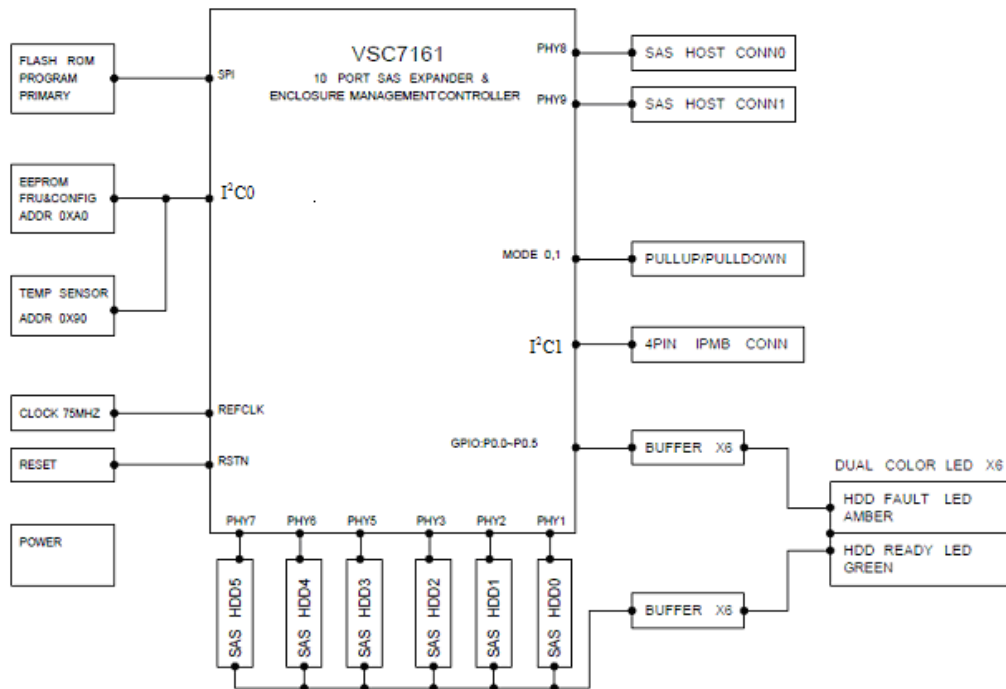 VSC7161
10 PORT SAS EXPANDER &
ENCLOSURE MANAGEMENT CONTROLLER
FLASH ROM
PROGRAM
PRIMARY
SPI
EEPROM
FRU&CONFIG
ADDR 0XA0
I²C0
TEMP SENSOR
ADDR 0X90
CLOCK 75MHZ
REFCLK
RESET
RSTN
POWER
PHY8
SAS HOST CONN0
PHY9
SAS HOST CONN1
MODE 0,1
PULLUP/PULLDOWN
I²C1
4PIN IPMB CONN
GPIO:P0.0~P0.5
BUFFER X6
DUAL COLOR LED X6
HDD FAULT LED
AMBER
HDD READY LED
GREEN
BUFFER X6
PHY7 PHY6 PHY5 PHY3 PHY2 PHY1
SAS HDD5
SAS HDD4
SAS HDD3
SAS HDD2
SAS HDD1
SAS HDD0